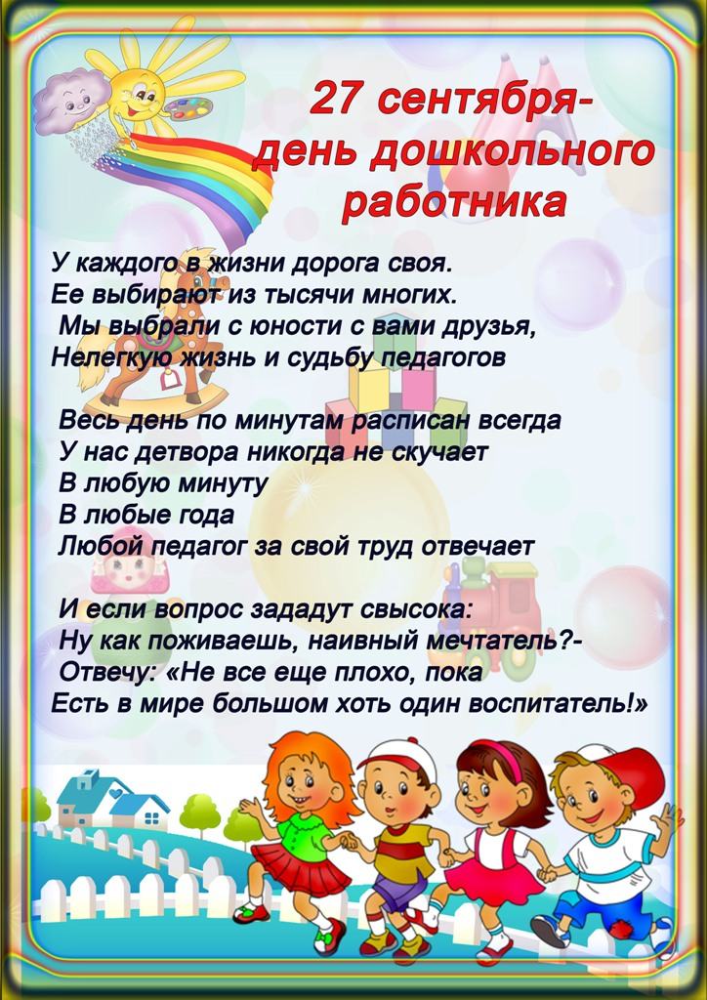 27 сентября-
день дошкольного
работника
У каждого в жизни дорога своя.
Ее выбирают из тысячи многих.
Мы выбрали с юности с вами друзья,
Нелегкую жизнь и судьбу педагогов
Весь день по минутам расписан всегда
У нас детвора никогда не скучает
В любую минуту
В любые года
Любой педагог за свой труд отвечает
И если вопрос зададут свысока:
Ну как поживаешь, наивный мечтатель?-
Отвечу: «Не все еще плохо, пока
Есть в мире большом хоть один воспитатель!»